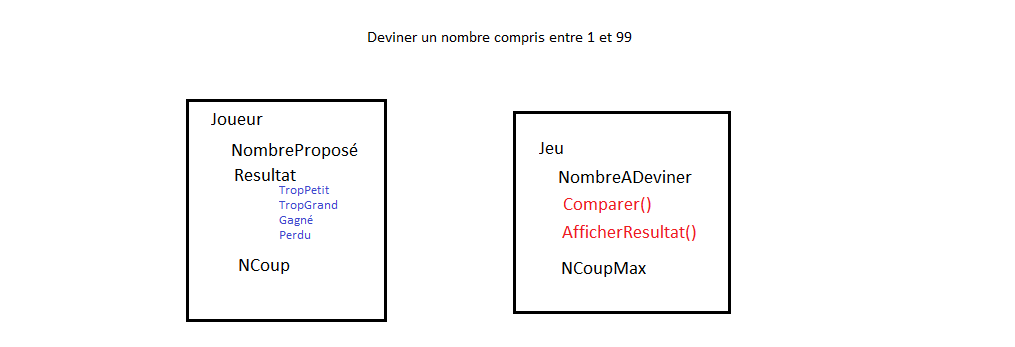 Deviner un nombre compris entre 1 et 99
Joueur
NombreProposé
Resultat
TropPetit
TropGrand
Gagné
Perdu
NCoup
Jeu
NombreADeviner
Comparer()
AfficherResultat()
NCoupMax